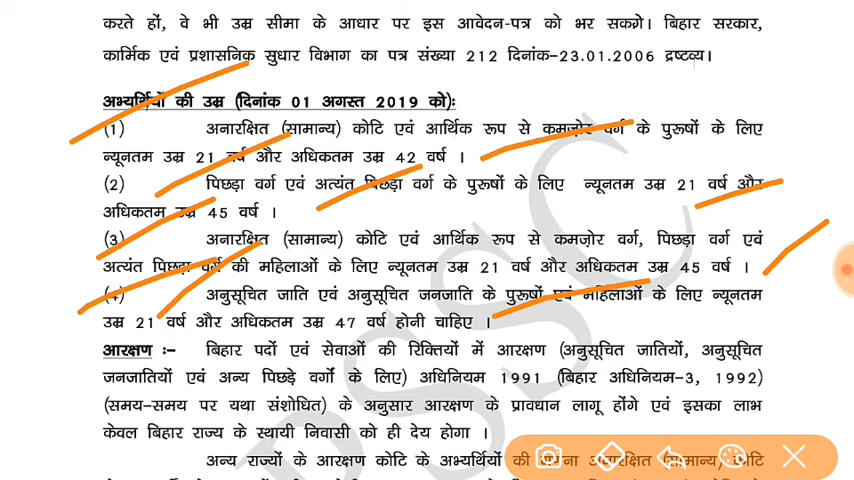 करते हों, वे भी उम्र सीमा के आधार पर इस आवेदन-पत्र को भर सकगे। बिहार सरकार,
कार्मिक एवं प्रशासनिक सुधार विभाग का पत्र संख्या 212 दिनांक-23.01.2006 द्रष्टव्य।
अभ्यर्थियों की उम्र (दिनांक 01 अगस्त 2019 को):
(1) अनारक्षित (सामान्य) कोटि एवं आर्थिक रूप से कमज़ोर वर्ग के पुरूषों के लिए
न्यूनतम उम्र 21 वर्ष और अधिकतम उम्र 42 वर्ष ।
(2) पिछड़ा वर्ग एवं अत्यंत पिछड़ा वर्ग के पुरूषों के लिए न्यूनतम उम्र 21 वर्ष और
अधिकतम उम्र 45 वर्ष ।
(3) अनारक्षित (सामान्य) कोटि एवं आर्थिक रूप से कमज़ोर वर्ग, पिछड़ा वर्ग एवं
अत्यंत पिछड़ा वर्ग की महिलाओं के लिए न्यूनतम उम्र 21 वर्ष और अधिकतम उम्र 45 वर्ष ।
(4) अनुसूचित जाति एवं अनुसूचित जनजाति के पुरूषों एवं महिलाओं के लिए न्यूनतम
उम्र 21 वर्ष और अधिकतम उम्र 47 वर्ष होनी चाहिए ।
आरक्षण :– बिहार पदों एवं सेवाओं की रिक्तियों में आरक्षण (अनुसूचित जातियों, अनुसूचित
जनजातियों एवं अन्य पिछड़े वर्गों के लिए) अधिनियम 1991 (बिहार अधिनियम-3, 1992)
(समय-समय पर यथा संशोधित) के अनुसार आरक्षण के प्रावधान लागू होंगे एवं इसका लाभ
केवल बिहार राज्य के स्थायी निवासी को ही देय होगा ।
अन्य राज्यों के आरक्षण कोटि के अभ्यर्थियों की गणना अनारक्षित (सामान्य) कोटि